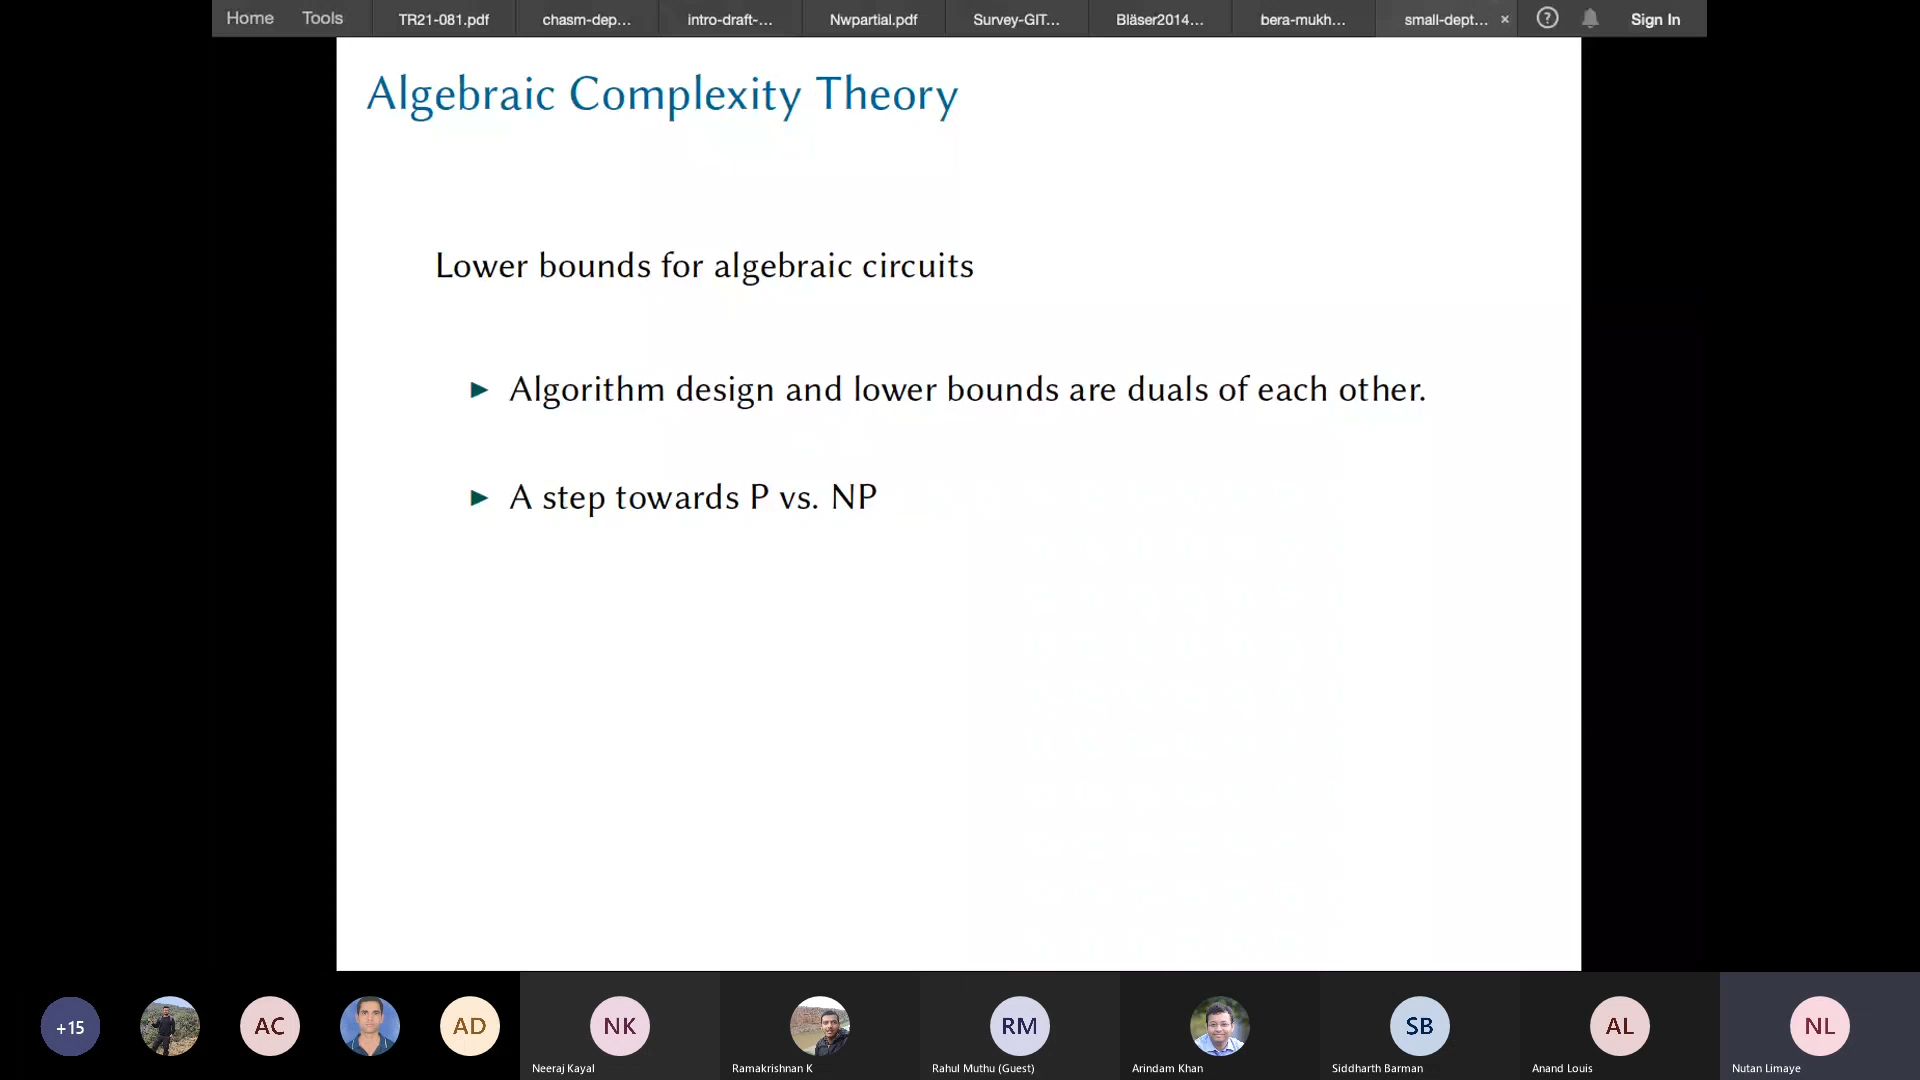 Home Tools TR21-081.pdf chasm-dep... intro-draft-... Nwpartial.pdf Survey-GIT... Bläser2014... bera-mukh... small-dept... × ? Sign In
Algebraic Complexity Theory
Lower bounds for algebraic circuits
► Algorithm design and lower bounds are duals of each other.
► A step towards P vs. NP
+15 AC AD NK RM SB AL NL
Neeraj Kayal Ramakrishnan K Rahul Muthu (Guest) Arindam Khan Siddharth Barman Anand Louis Nutan Limaye